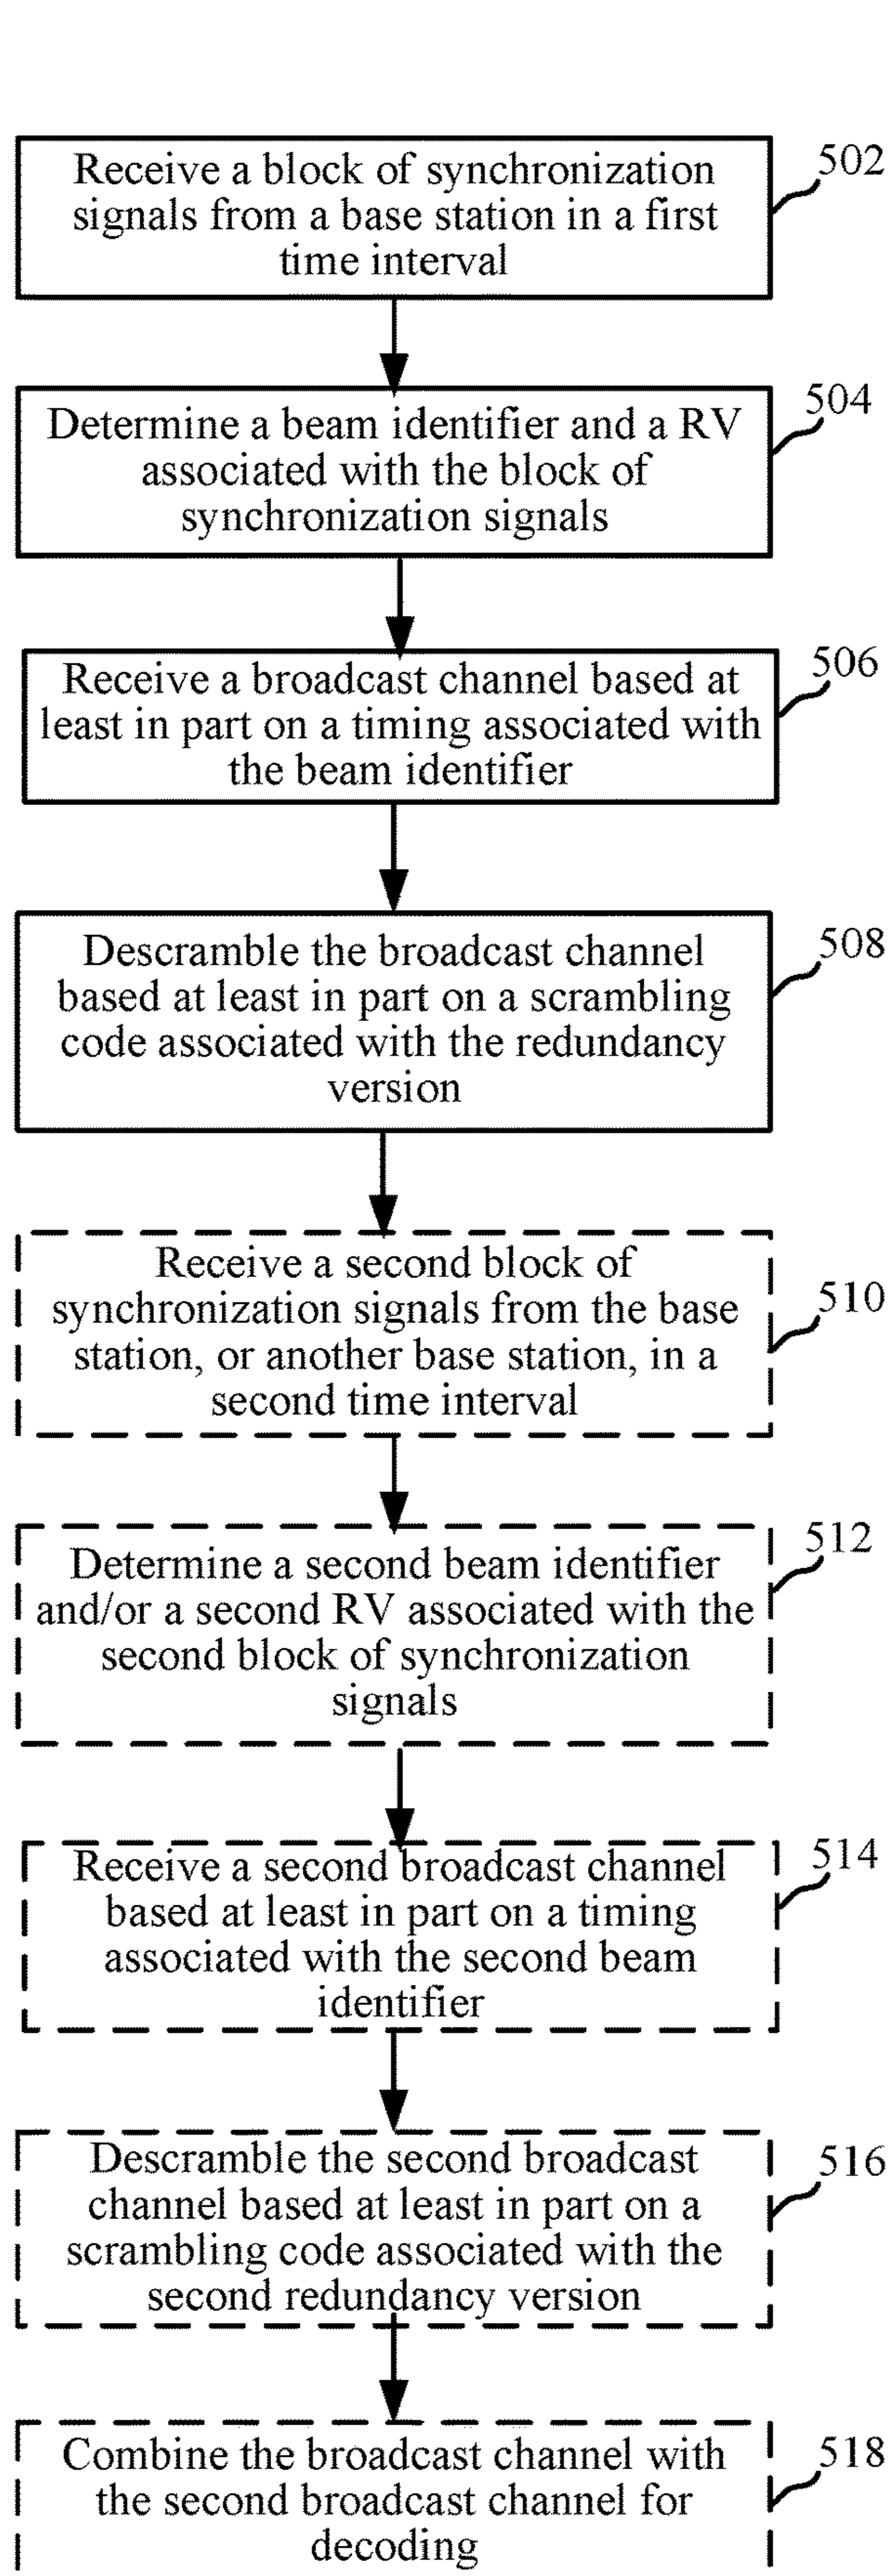 Receive a block of synchronization
signals from a base station in a first
time interval
502
Determine a beam identifier and a RV
associated with the block of
synchronization signals
504
Receive a broadcast channel based at
least in part on a timing associated with
the beam identifier
506
Descramble the broadcast channel
based at least in part on a scrambling
code associated with the redundancy
version
508
Receive a second block of
synchronization signals from the base
station, or another base station, in a
second time interval
510
Determine a second beam identifier
and/or a second RV associated with the
second block of synchronization
signals
512
Receive a second broadcast channel
based at least in part on a timing
associated with the second beam
identifier
514
Descramble the second broadcast
channel based at least in part on a
scrambling code associated with the
second redundancy version
516
Combine the broadcast channel with
the second broadcast channel for
decoding
518